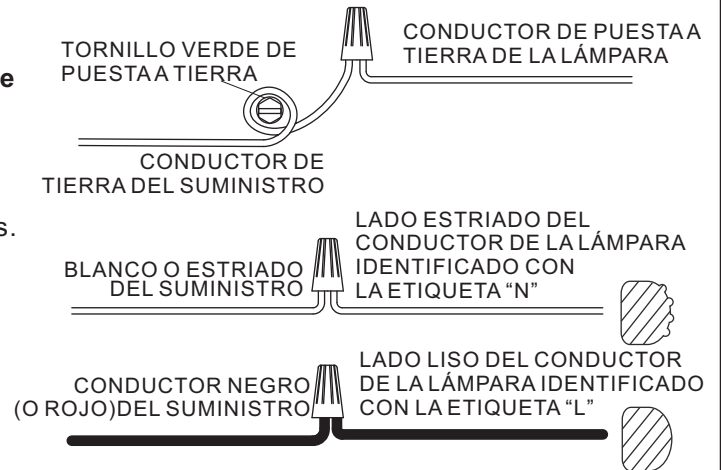 TORNILLO VERDE DE
PUESTA A TIERRA
CONDUCTOR DE PUESTA A
TIERRA DE LA LÁMPARA
e
CONDUCTOR DE
TIERRA DEL SUMINISTRO
s.
BLANCO O ESTRIADO
DEL SUMINISTRO
LADO ESTRIADO DEL
CONDUCTOR DE LA LÁMPARA
IDENTIFICADO CON
LA ETIQUETA “N”
CONDUCTOR NEGRO
(O ROJO)DEL SUMINISTRO
LADO LISO DEL CONDUCTOR
DE LA LÁMPARA IDENTIFICADO
CON LA ETIQUETA “L”